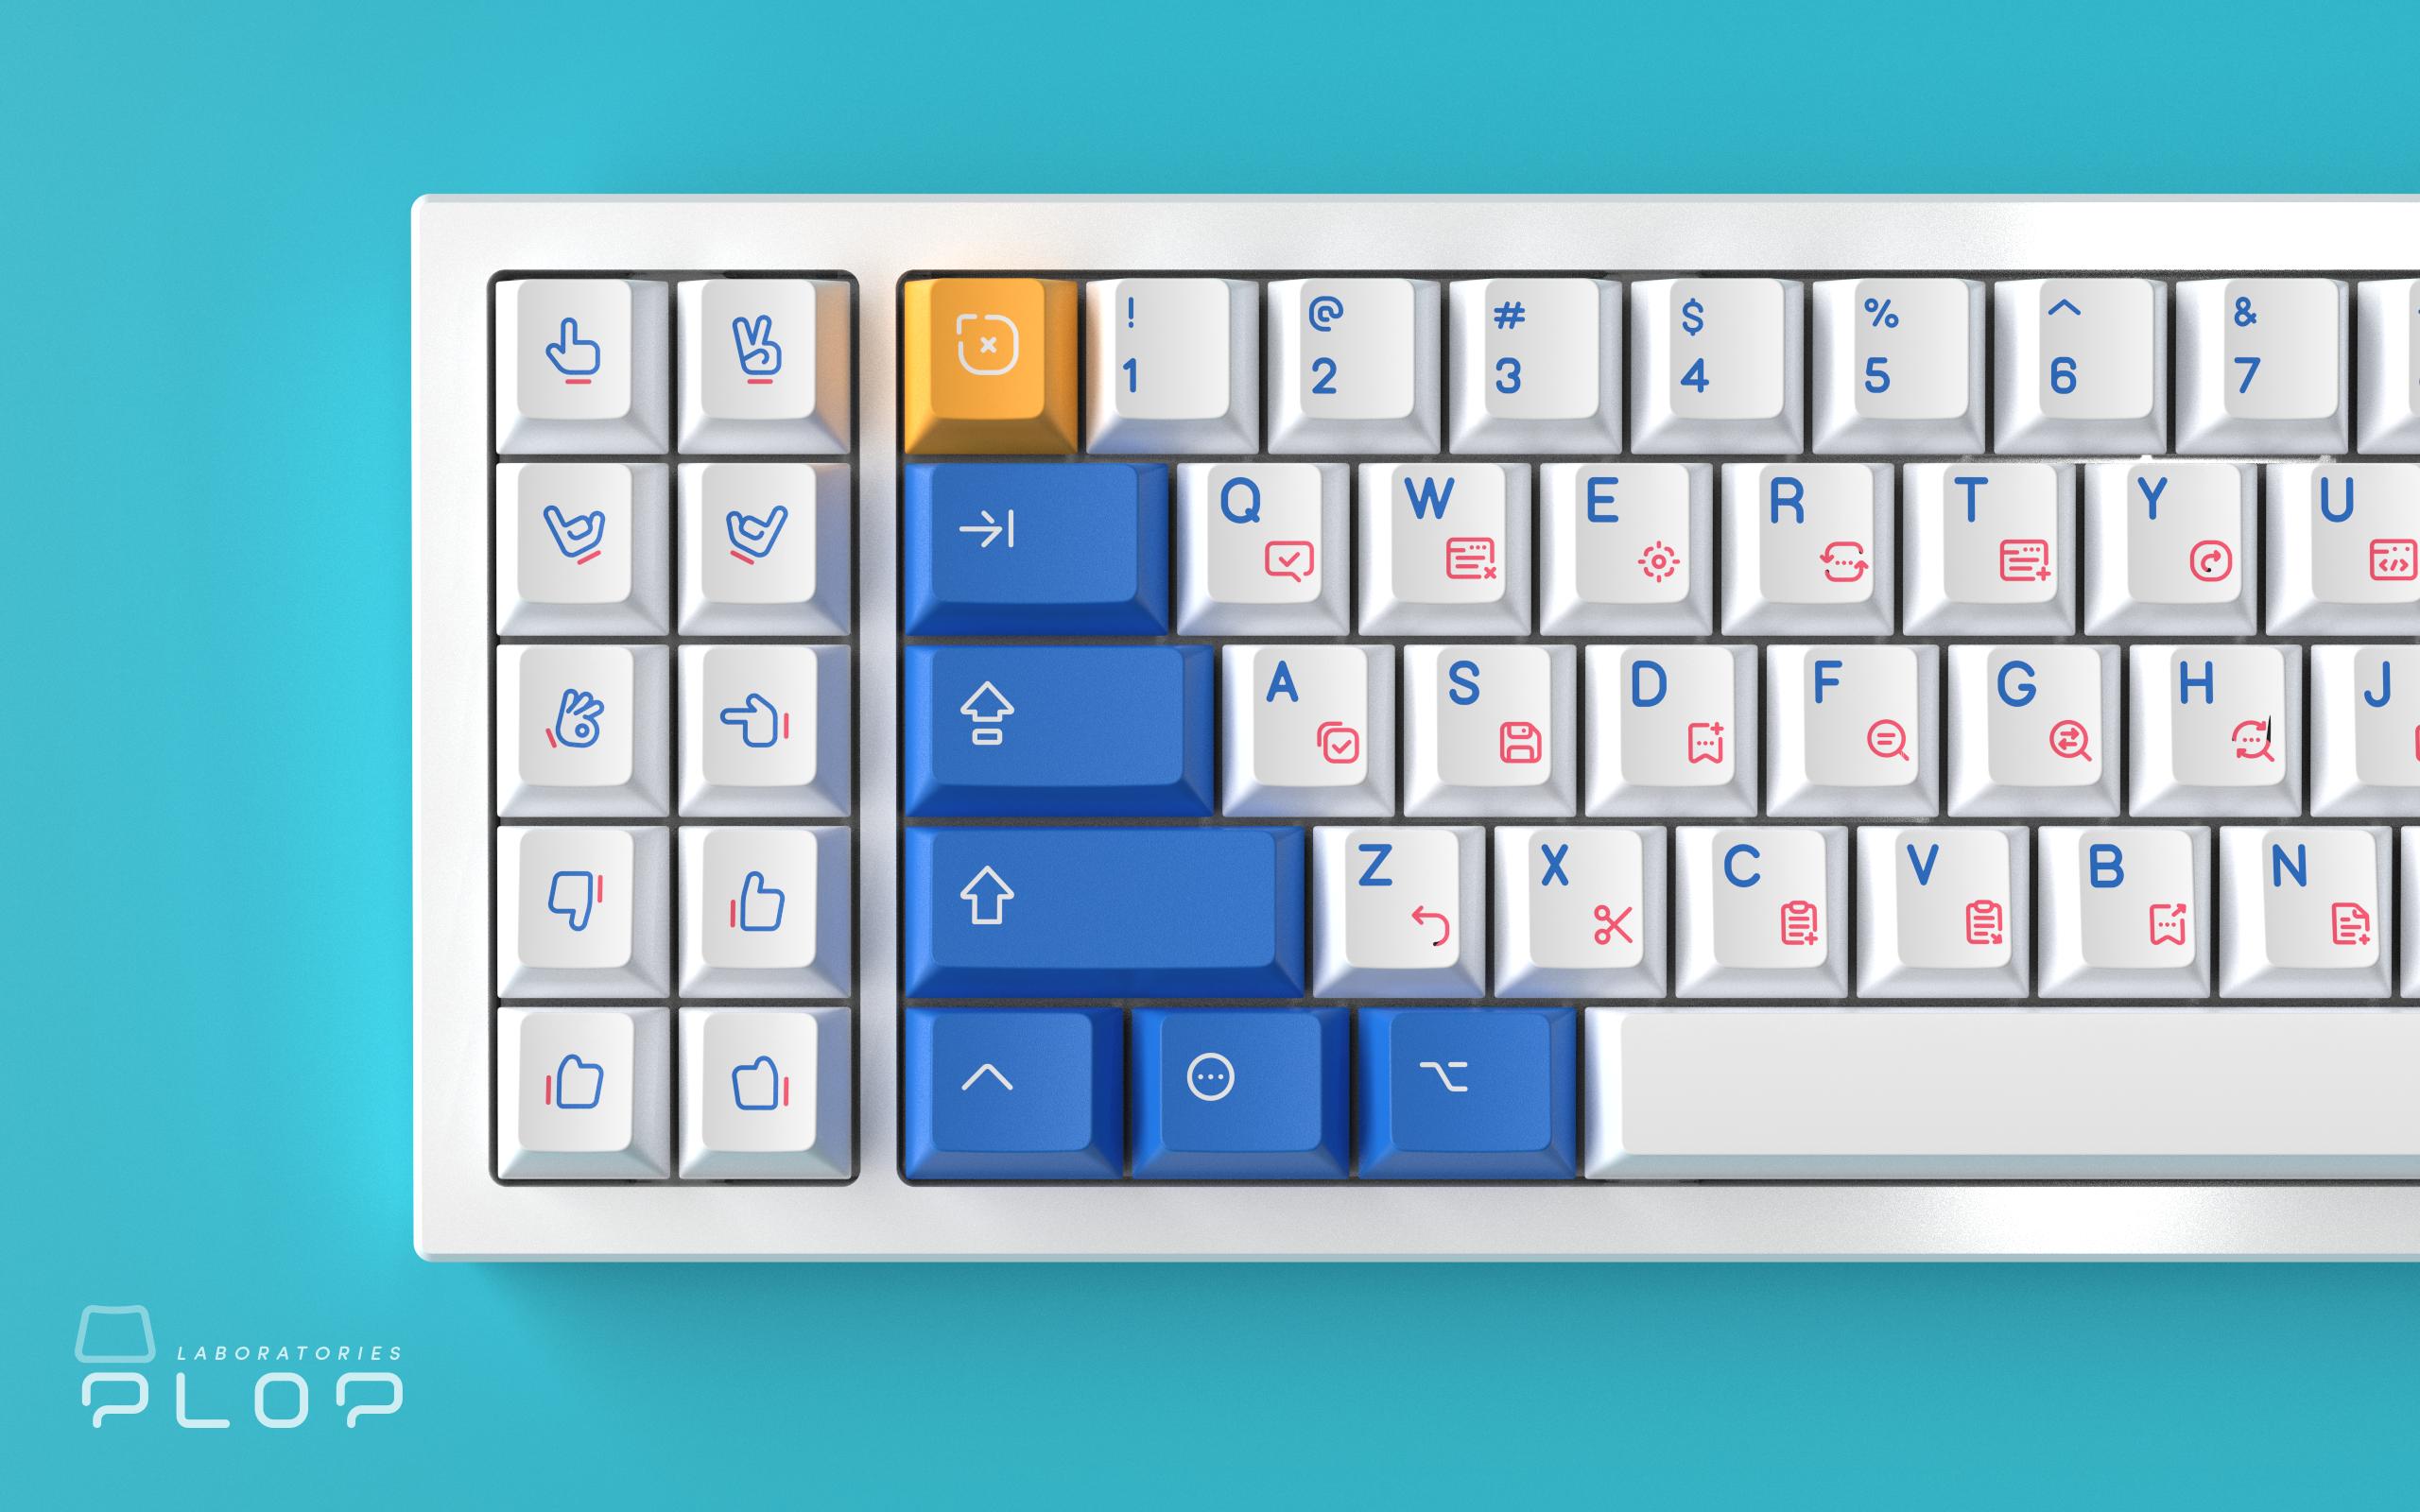 ! @ # $ % ^ &
1 2 3 4 5 6 7
Q W E R T Y U
A S D F G H J
Z X C V B N
LABORATORIES
PLOP